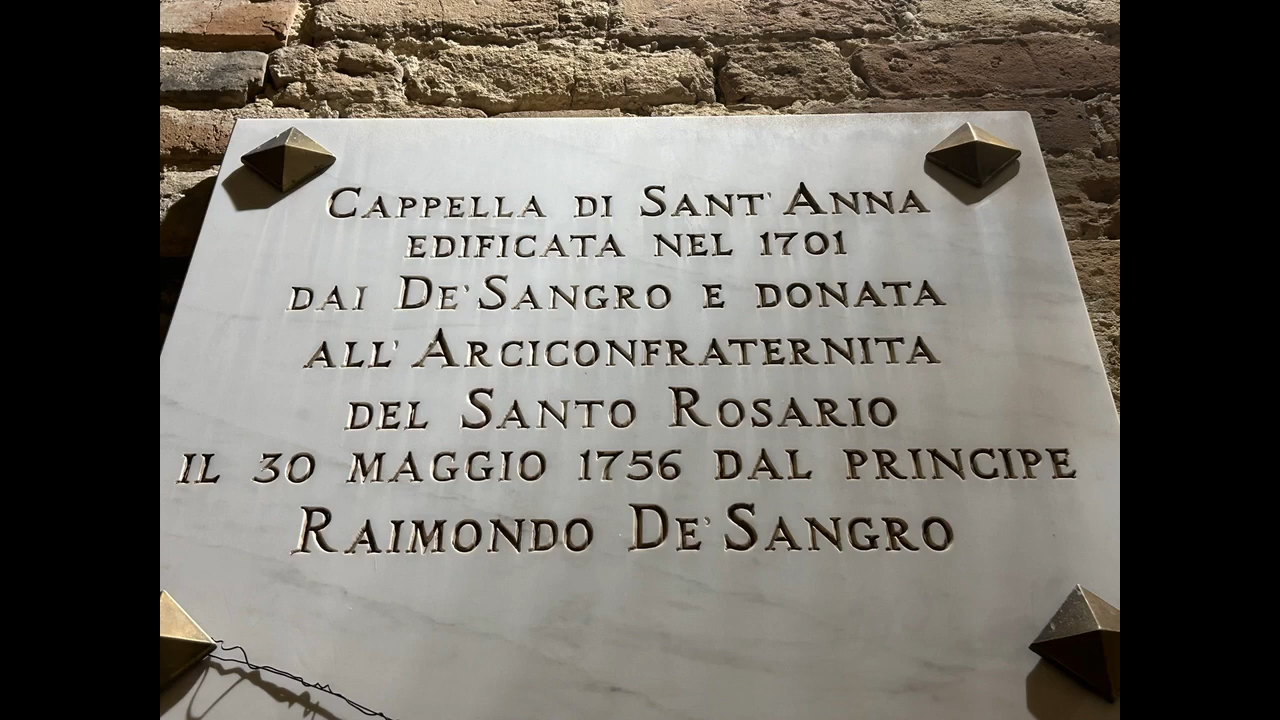 Cappella di Sant' Anna
edificata nel 1701
dai De' Sangro e donata
all' Arciconfraternita
del Santo Rosario
il 30 maggio 1756 dal principe
Raimondo De' Sangro